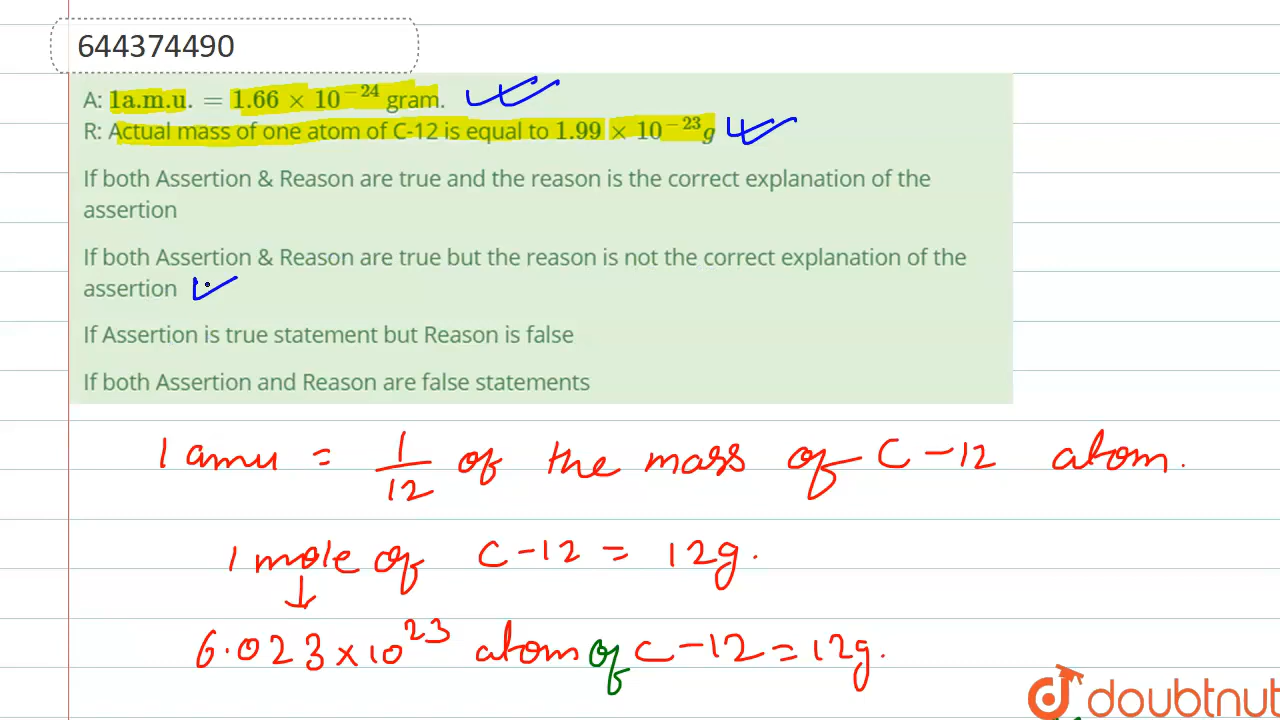 644374490
A: 1a.m.u. = 1.66 × 10⁻²⁴ gram.
R: Actual mass of one atom of C-12 is equal to 1.99 × 10⁻²³g
If both Assertion & Reason are true and the reason is the correct explanation of the
assertion
If both Assertion & Reason are true but the reason is not the correct explanation of the
assertion
If Assertion is true statement but Reason is false
If both Assertion and Reason are false statements
1 amu = 1/12 of the mass of C-12 atom.
1 mole of C-12 = 12g.
↓
6.023×10²³ atom of C-12 = 12g.
doubtnut